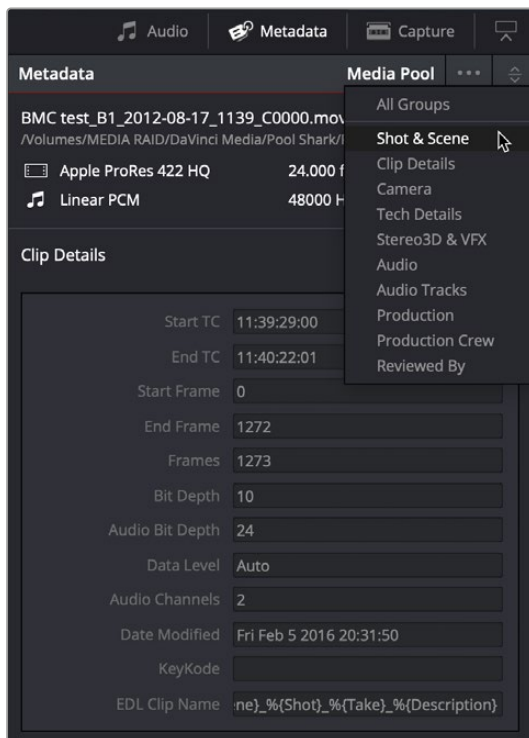 Audio Metadata Capture
Metadata Media Pool
BMC test_B1_2012-08-17_1139_C0000.mov
/Volumes/MEDIA RAID/DaVinci Media/Pool Shark/
Apple ProRes 422 HQ 24.000 f
Linear PCM 48000 H
All Groups
Shot & Scene
Clip Details
Camera
Tech Details
Stereo3D & VFX
Audio
Audio Tracks
Production
Production Crew
Reviewed By
Clip Details
Start TC 11:39:29:00
End TC 11:40:22:01
Start Frame 0
End Frame 1272
Frames 1273
Bit Depth 10
Audio Bit Depth 24
Data Level Auto
Audio Channels 2
Date Modified Fri Feb 5 2016 20:31:50
KeyKode
EDL Clip Name ne}_%{Shot}_%{Take}_%{Description}